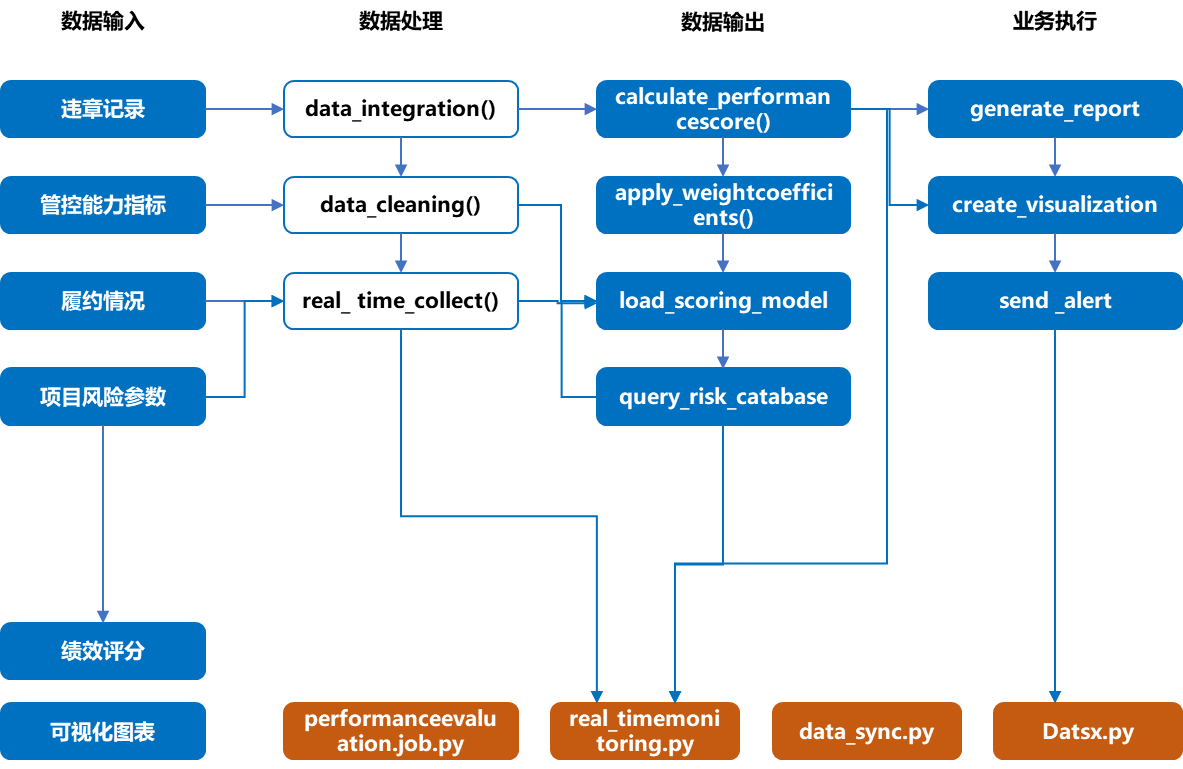 数据输入
数据处理
数据输出
业务执行
违章记录
data_integration()
calculate_performan
cescore()
generate_report
管控能力指标
data_cleaning()
apply_weightcoeffici
ents()
create_visualization
履约情况
real_ time_collect()
load_scoring_model
send _alert
项目风险参数
query_risk_catabase
绩效评分
可视化图表
performanceevalu
ation.job.py
real_timemoni
toring.py
data_sync.py
Datsx.py